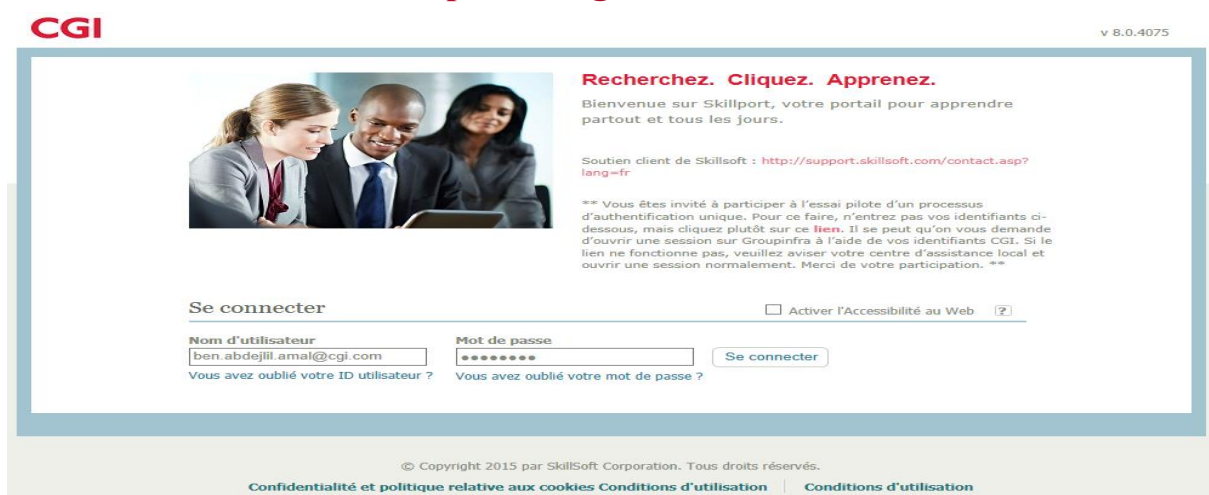 CGI
v 8.0.4075
Recherchez. Cliquez. Apprenez.
Bienvenue sur Skillport, votre portail pour apprendre
partout et tous les jours.
Soutien client de Skillsoft : http://support.skillsoft.com/contact.asp?
lang=fr
** Vous êtes invité à participer à l'essai pilote d'un processus
d'authentification unique. Pour ce faire, n'entrez pas vos identifiants ci-
dessous, mais cliquez plutôt sur ce lien. Il se peut qu'on vous demande
d'ouvrir une session sur Groupinfra à l'aide de vos identifiants CGI. Si le
lien ne fonctionne pas, veuillez aviser votre centre d'assistance local et
ouvrir une session normalement. Merci de votre participation. **
Se connecter
Activer l'Accessibilité au Web ?
Nom d'utilisateur Mot de passe
ben.abdejlil.amal@cgi.com •••••••• Se connecter
Vous avez oublié votre ID utilisateur ? Vous avez oublié votre mot de passe ?
© Copyright 2015 par SkillSoft Corporation. Tous droits réservés.
Confidentialité et politique relative aux cookies Conditions d'utilisation Conditions d'utilisation